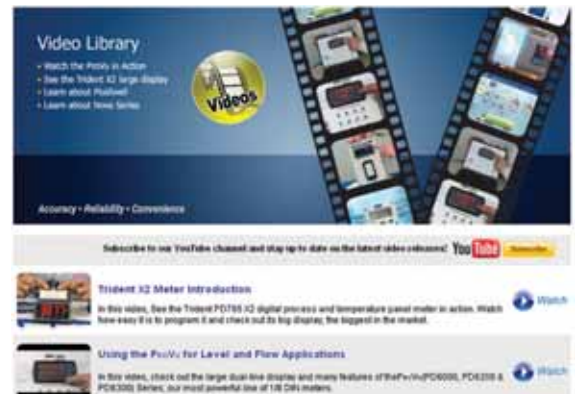 Video Library
• Watch the ProVu in Action
• See the Trident X2 large display
• Learn about
• Learn about Nova Series
Videos
Accuracy • Reliability • Convenience
Subscribe to our YouTube channel and stay up to date on the latest video releases! YouTube Subscribe
Trident X2 Meter Introduction
In this video, See the Trident PD765 X2 digital process and temperature panel meter in action. Watch
how easy it is to program it and check out its big display, the biggest in the market.
Watch
Using the ProVu for Level and Flow Applications
In this video, check out the large dual-line display and many features of theProVu(PD6000, PD6200 &
PD6300) Series; our most powerful line of 1/8 DIN meters.
Watch